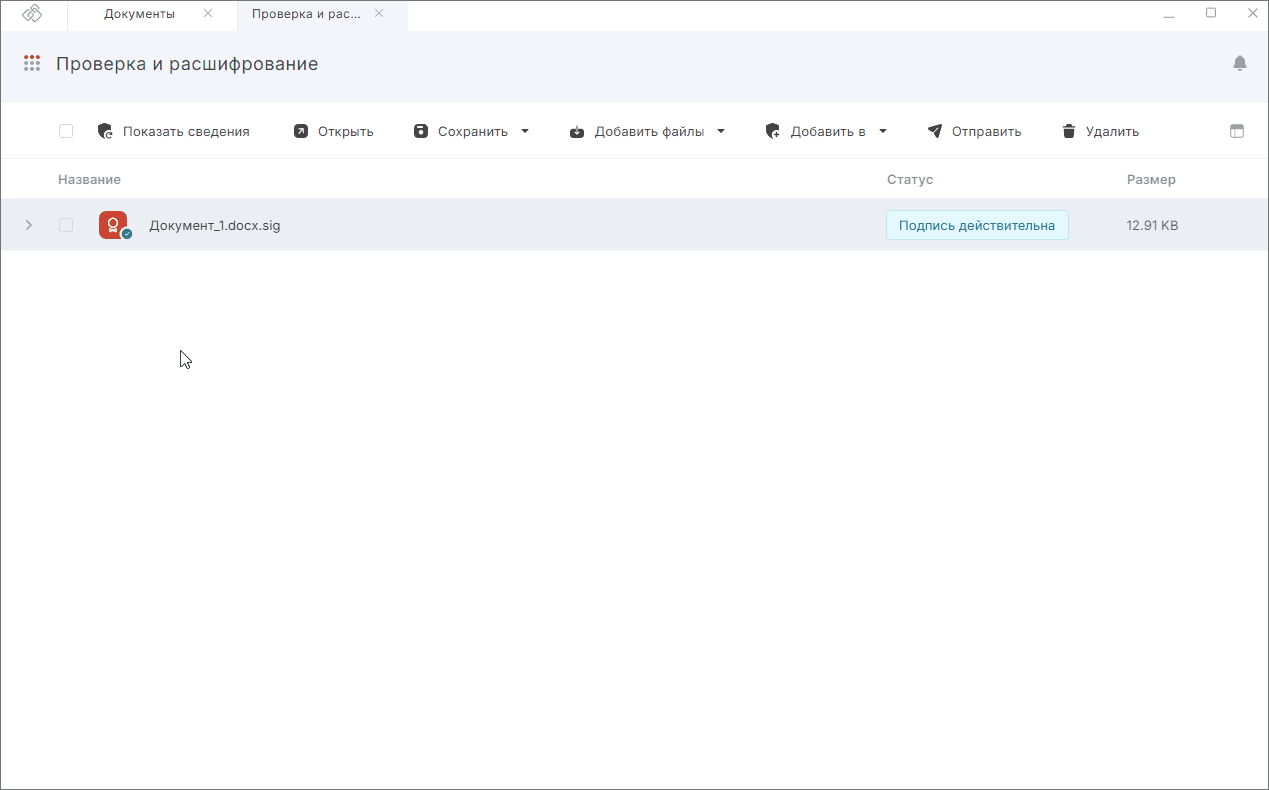 Документы Проверка и рас...
Проверка и расшифрование
Показать сведения Открыть Сохранить Добавить файлы Добавить в Отправить Удалить
Название Статус Размер
Документ_1.docx.sig Подпись действительна 12.91 KB